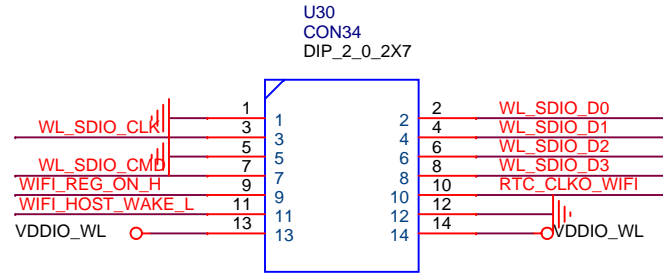 U30
CON34
DIP_2_0_2X7
1 1 2 2 WL_SDIO_D0
WL_SDIO_CLK 3 3 4 4 WL_SDIO_D1
5 5 6 6 WL_SDIO_D2
WL_SDIO_CMD 7 7 8 8 WL_SDIO_D3
WIFI_REG_ON_H 9 9 10 10 RTC_CLKO_WIFI
WIFI_HOST_WAKE_L 11 11 12 12
VDDIO_WL 13 13 14 14 VDDIO_WL